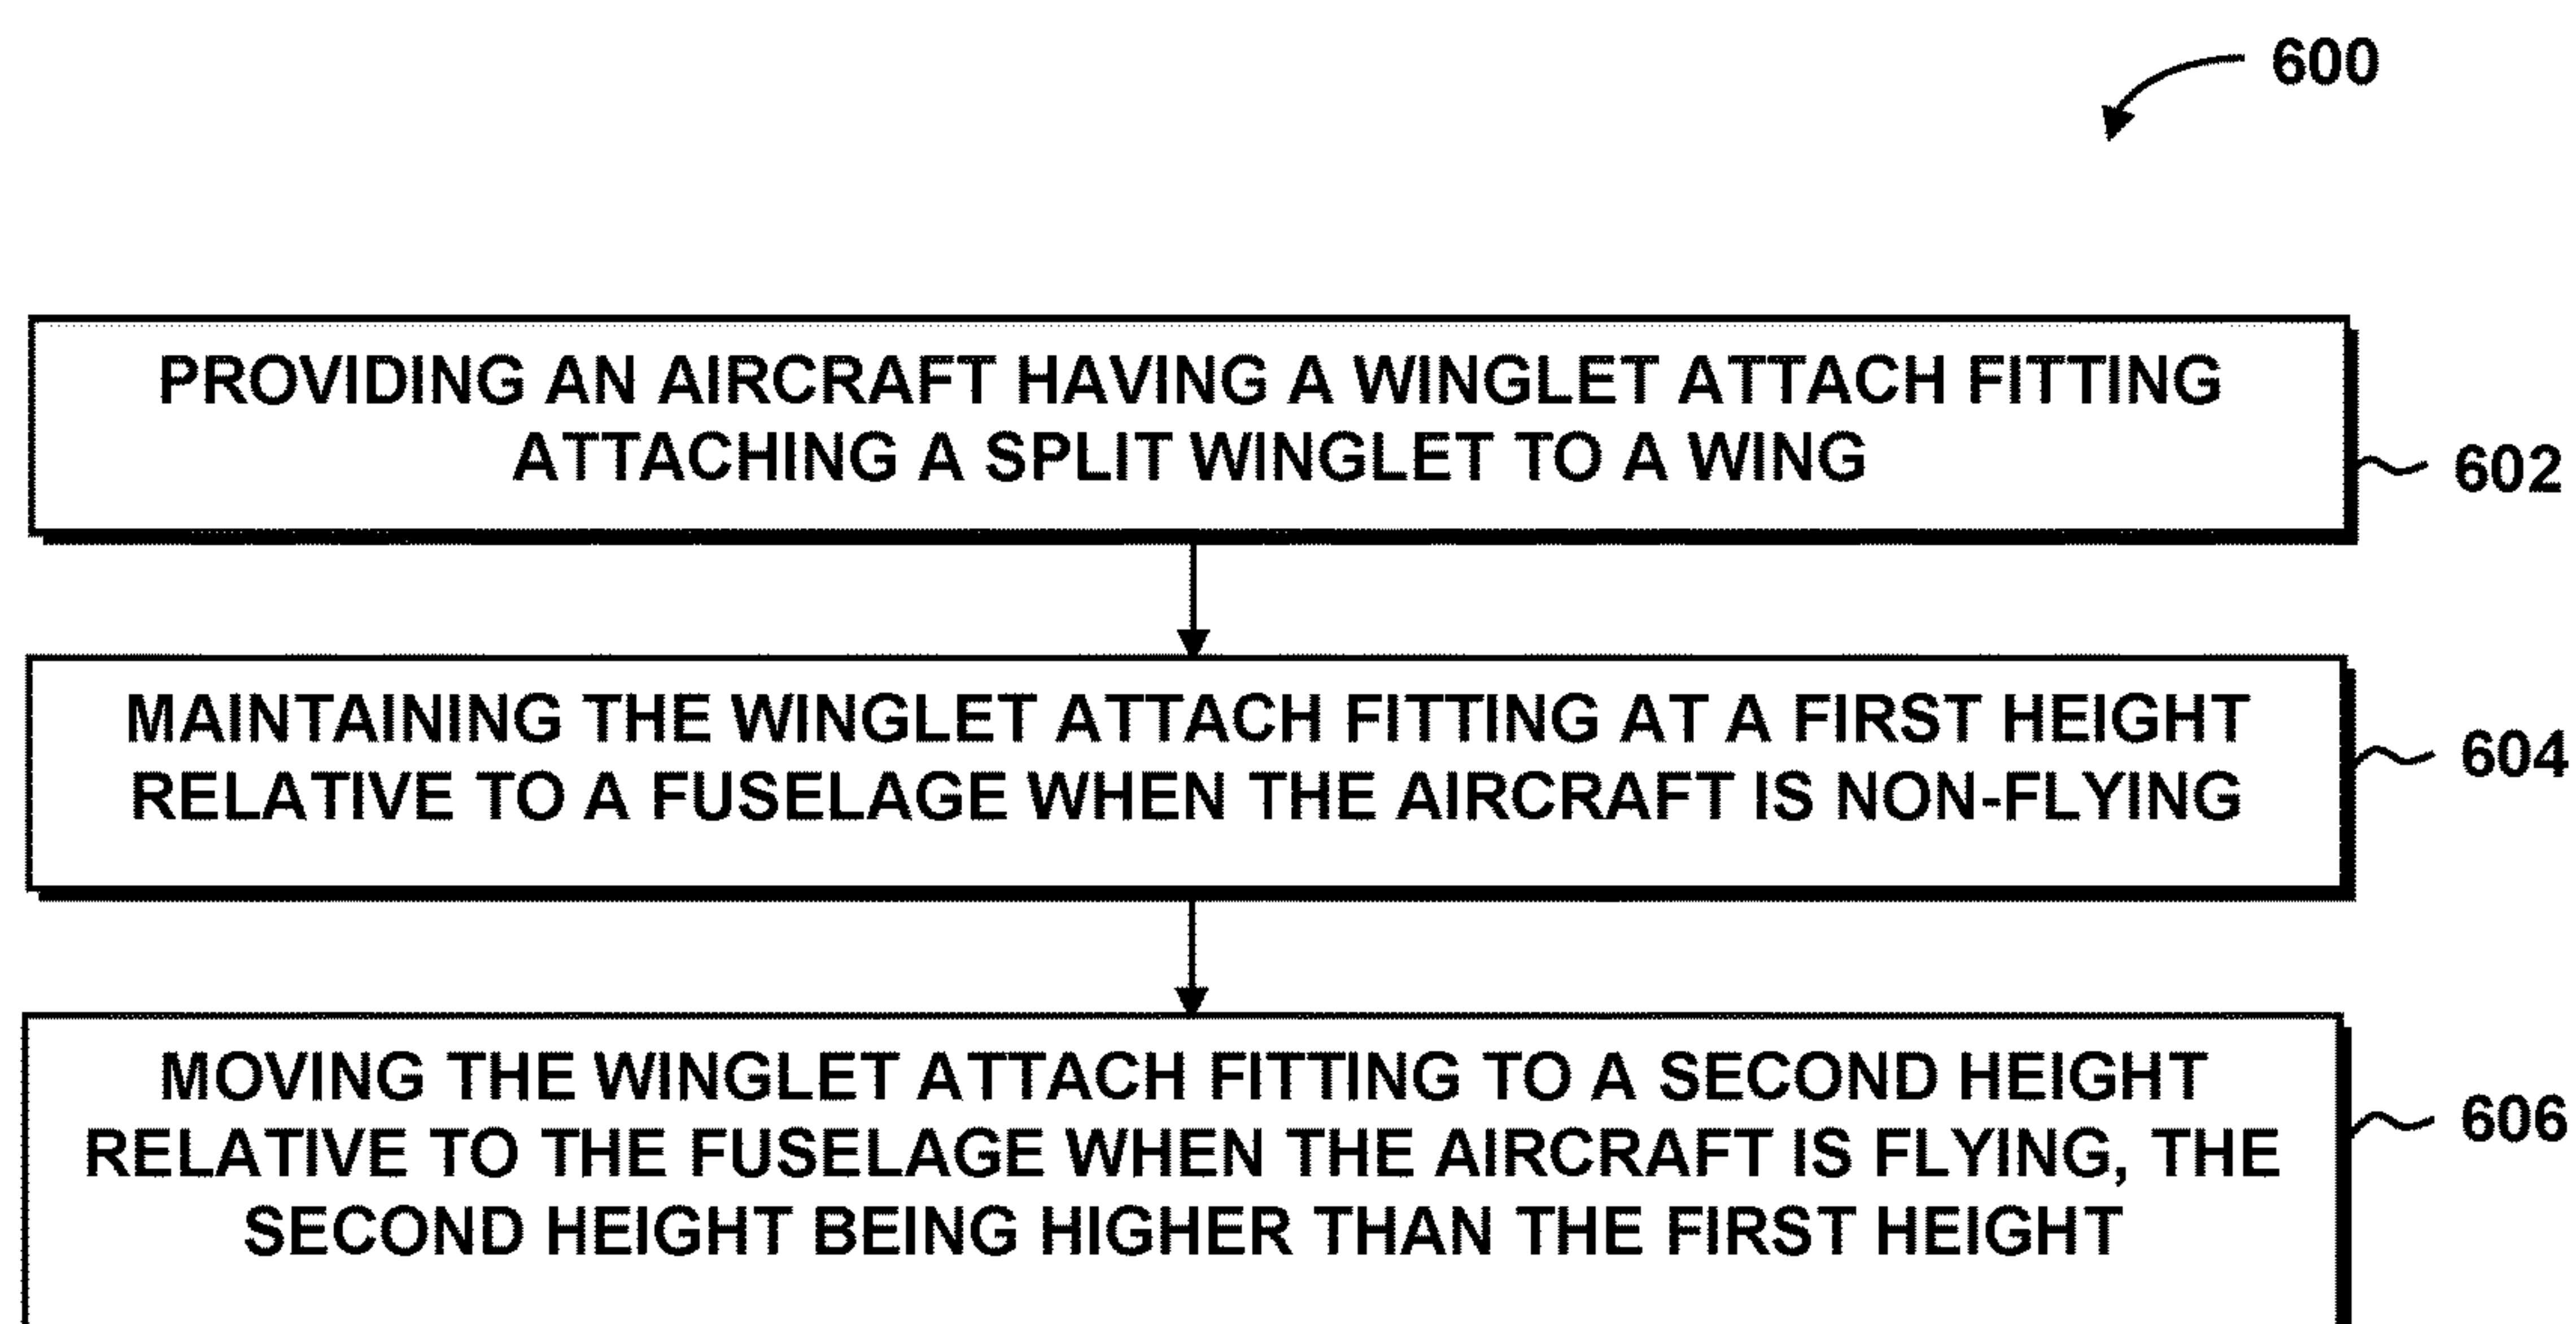 600
PROVIDING AN AIRCRAFT HAVING A WINGLET ATTACH FITTING
ATTACHING A SPLIT WINGLET TO A WING
602
MAINTAINING THE WINGLET ATTACH FITTING AT A FIRST HEIGHT
RELATIVE TO A FUSELAGE WHEN THE AIRCRAFT IS NON-FLYING
604
MOVING THE WINGLET ATTACH FITTING TO A SECOND HEIGHT
RELATIVE TO THE FUSELAGE WHEN THE AIRCRAFT IS FLYING, THE
SECOND HEIGHT BEING HIGHER THAN THE FIRST HEIGHT
606